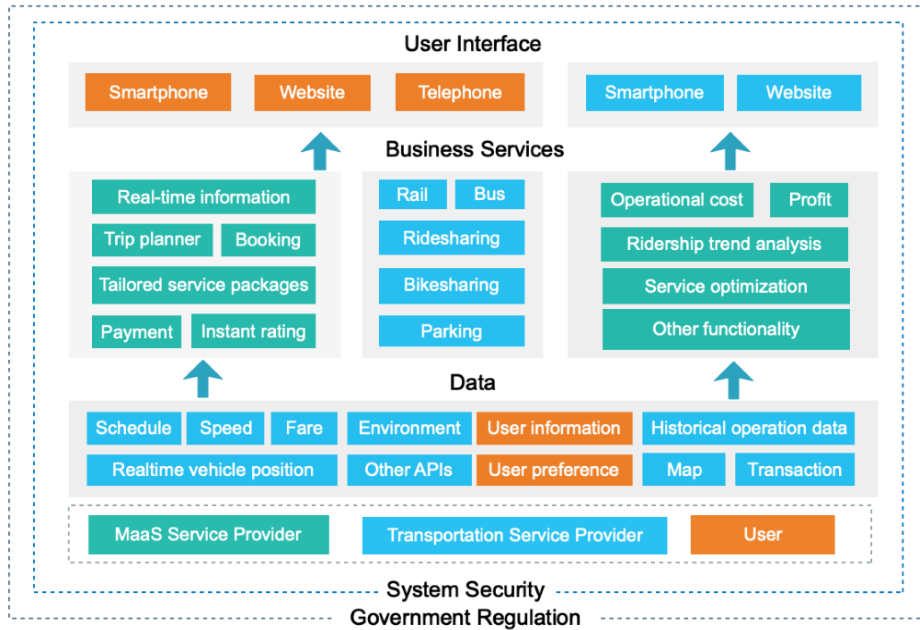 User Interface
Smartphone Website Telephone
Smartphone Website
Business Services
Real-time information
Trip planner Booking
Tailored service packages
Payment Instant rating
Rail Bus
Ridesharing
Bikesharing
Parking
Operational cost Profit
Ridership trend analysis
Service optimization
Other functionality
Data
Schedule Speed Fare Environment User information Historical operation data
Realtime vehicle position Other APIs User preference Map Transaction
MaaS Service Provider Transportation Service Provider User
System Security
Government Regulation